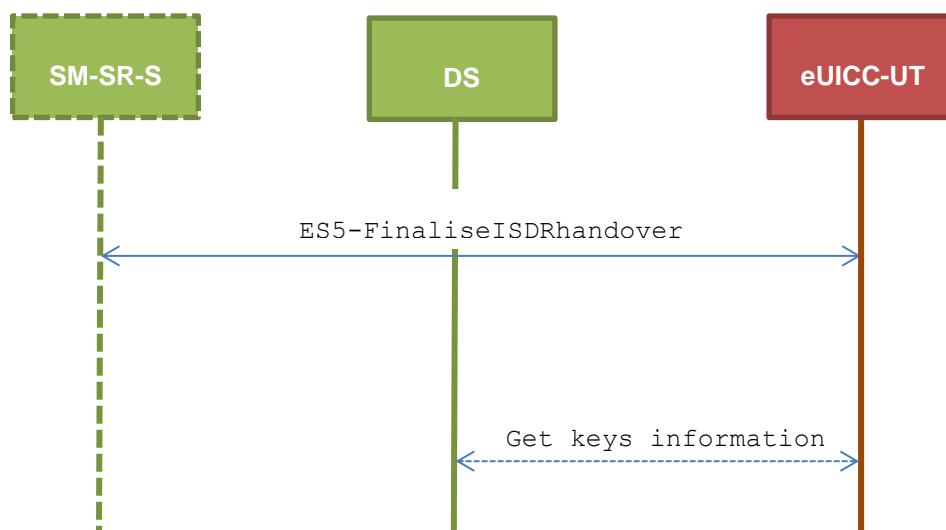 SM-SR-S
DS
eUICC-UT
ES5-FinaliseISDRhandover
Get keys information